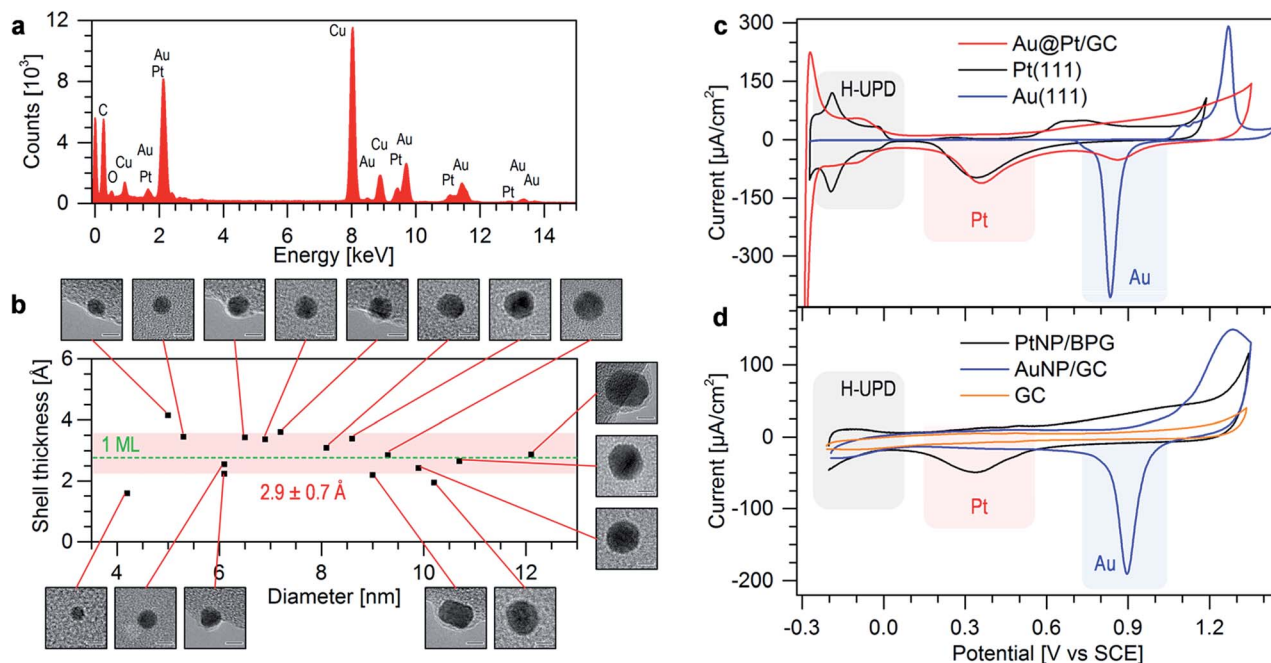 a
Counts [10³]
12
9
6
3
0
C
O
Cu
Au
Pt
Au
Pt
Cu
Au
Cu
Pt
Au
Pt
Au
Pt
Au
Au
0 2 4 6 8 10 12 14
Energy [keV]
b
Shell thickness [Å]
6
4
2
0
1 ML
2.9 ± 0.7 Å
4 6 8 10 12
Diameter [nm]
c
Current [µA/cm²]
300
150
0
-150
-300
H-UPD
Au@Pt/GC
Pt(111)
Au(111)
Pt
Au
d
Current [µA/cm²]
100
0
-100
-200
H-UPD
PtNP/BPG
AuNP/GC
GC
Pt
Au
-0.3 0.0 0.3 0.6 0.9 1.2
Potential [V vs SCE]